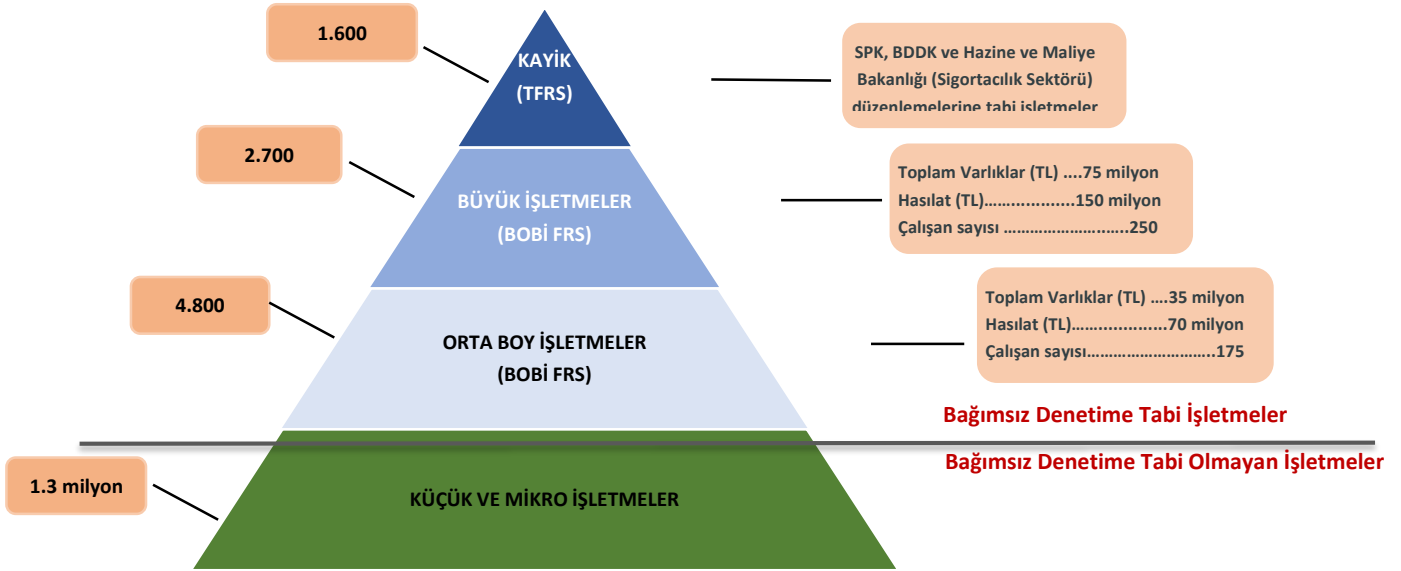 1.600
KAYİK
(TFRS)
SPK, BDDK ve Hazine ve Maliye
Bakanlığı (Sigortacılık Sektörü)
düzenlemelerine tabi işletmeler
2.700
BÜYÜK İŞLETMELER
(BOBİ FRS)
Toplam Varlıklar (TL) ....75 milyon
Hasılat (TL)…….............150 milyon
Çalışan sayısı …………………..…..250
4.800
ORTA BOY İŞLETMELER
(BOBİ FRS)
Toplam Varlıklar (TL) ....35 milyon
Hasılat (TL)……..............70 milyon
Çalışan sayısı………………………..175
Bağımsız Denetime Tabi İşletmeler
Bağımsız Denetime Tabi Olmayan İşletmeler
1.3 milyon
KÜÇÜK VE MİKRO İŞLETMELER